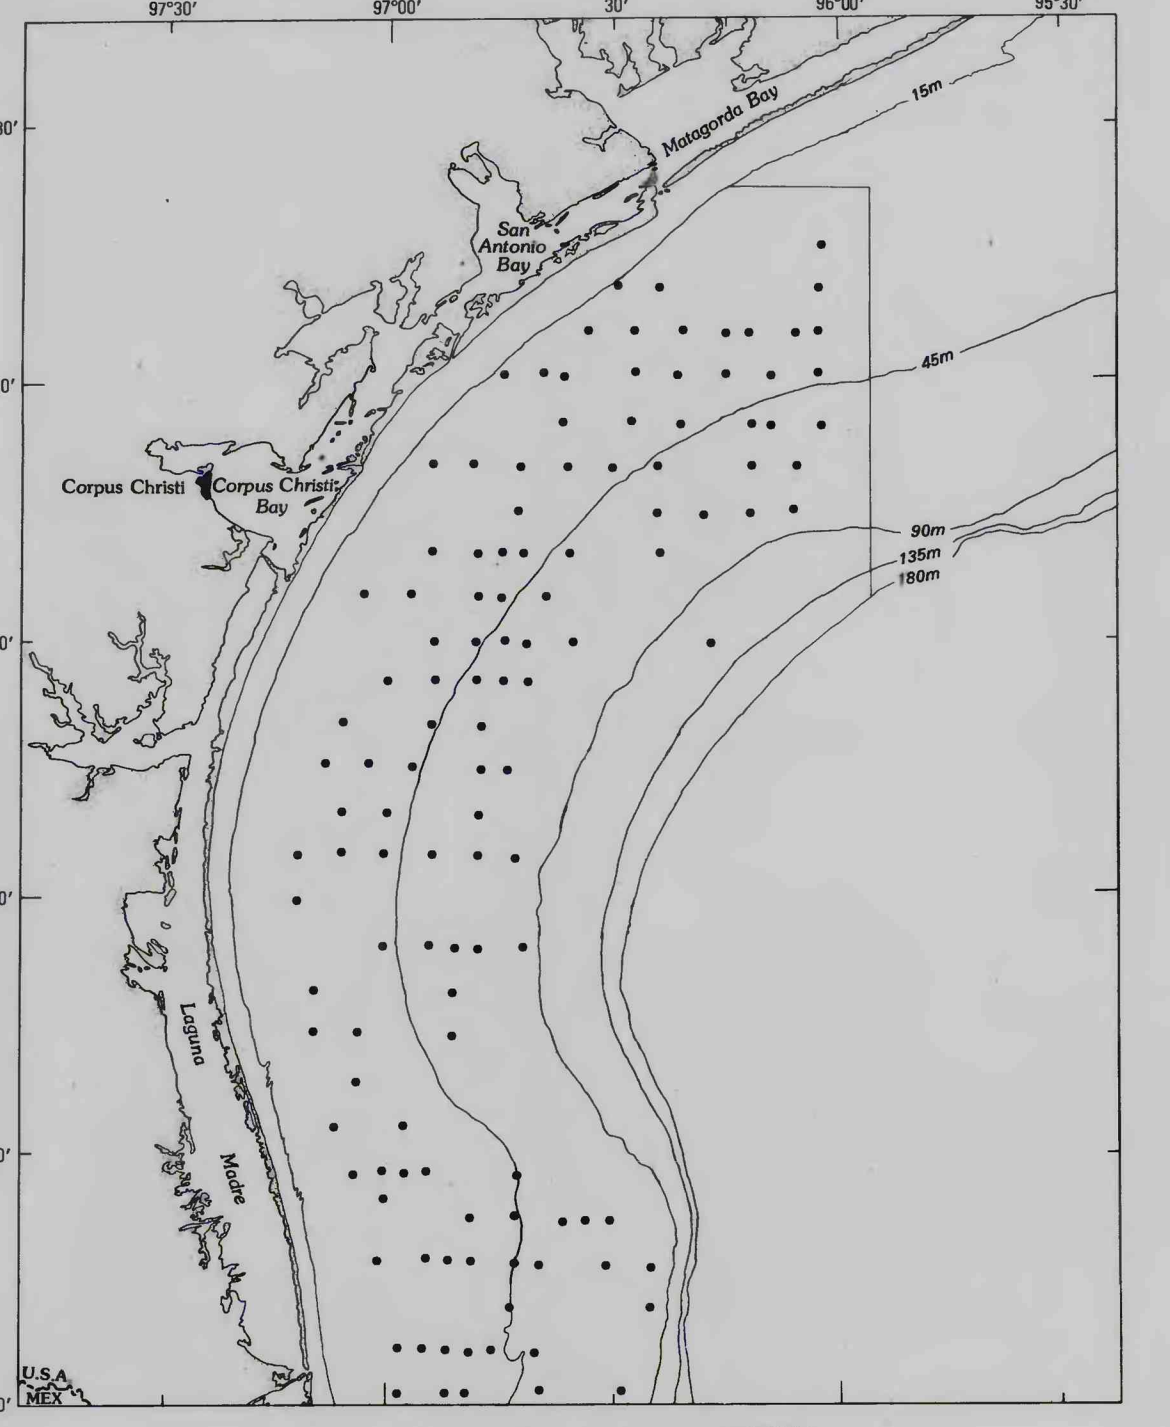 97°30' 97°00' 30' 96°00' 95°30'
15m
Matagorda Bay
30'
San
Antonio
Bay
45m
0'
Corpus Christi
Corpus Christi
Bay
90m
135m
180m
0'
0'
Laguna
Madre
0'
U.S.A
MEX
0'